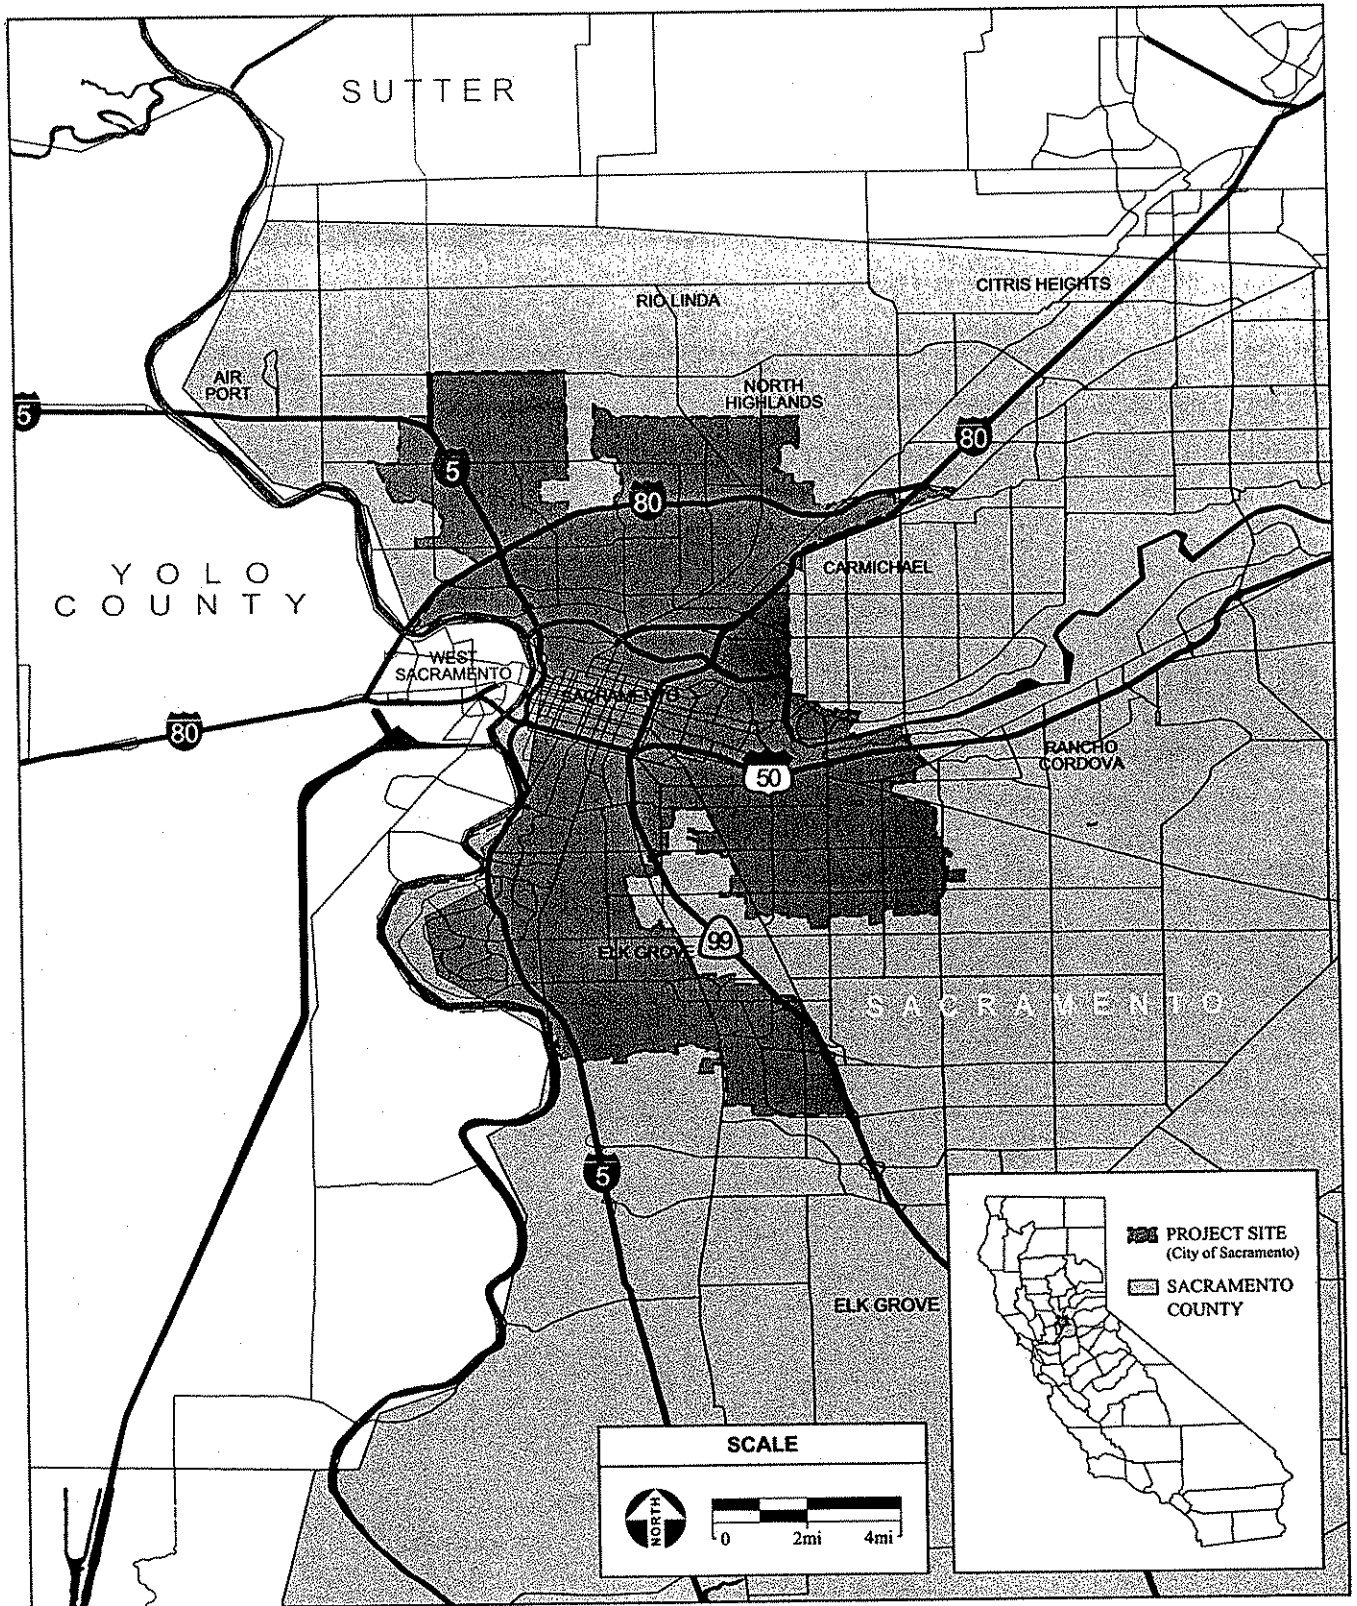 SUTTER
CITRIS HEIGHTS
RIO LINDA
AIR
PORT
NORTH
HIGHLANDS
5
80
5
80
CARMICHAEL
YOLO
COUNTY
WEST
SACRAMENTO
SACRAMENTO
80
RANCHO
CORDOVA
50
99
ELK GROVE
SACRAMENTO
5
PROJECT SITE
(City of Sacramento)
SACRAMENTO
COUNTY
ELK GROVE
SCALE
NORTH
0 2mi 4mi